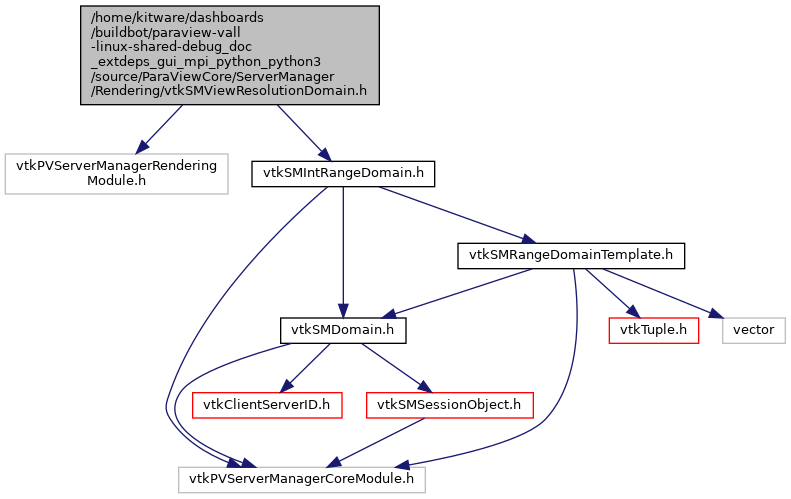 /home/kitware/dashboards
/buildbot/paraview-vall
-linux-shared-debug_doc
_extdeps_gui_mpi_python_python3
/source/ParaViewCore/ServerManager
/Rendering/vtkSMViewResolutionDomain.h
vtkPVServerManagerRendering
Module.h
vtkSMIntRangeDomain.h
vtkSMRangeDomainTemplate.h
vtkSMDomain.h
vtkTuple.h
vector
vtkClientServerID.h
vtkSMSessionObject.h
vtkPVServerManagerCoreModule.h